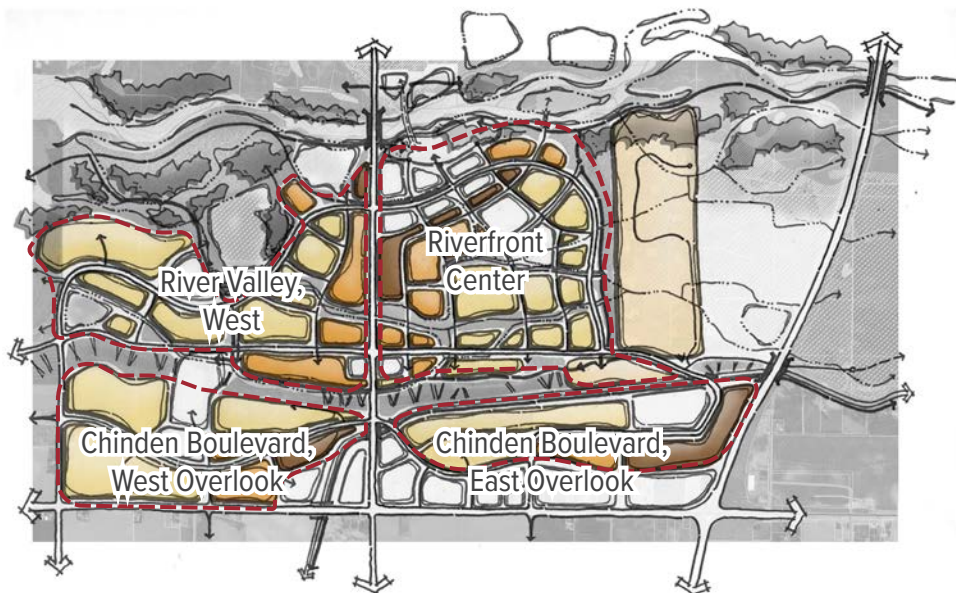 Riverfront
Center
River Valley,
West
Chinden Boulevard,
West Overlook
Chinden Boulevard,
East Overlook